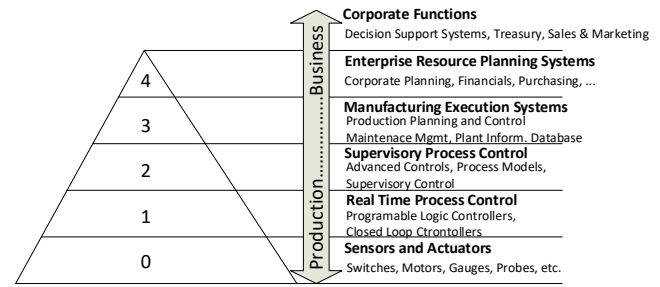 Corporate Functions
Decision Support Systems, Treasury, Sales & Marketing
Enterprise Resource Planning Systems
Corporate Planning, Financials, Purchasing, ...
4
Manufacturing Execution Systems
Production Planning and Control
Maintenace Mgmt, Plant Inform. Database
3
Supervisory Process Control
Advanced Controls, Process Models,
Supervisory Control
2
Real Time Process Control
Programable Logic Controllers,
Closed Loop Ctrontollers
1
Sensors and Actuators
Switches, Motors, Gauges, Probes, etc.
0
Production..................Business